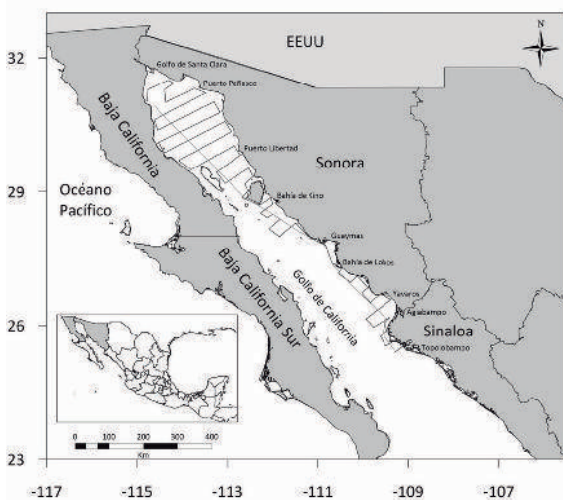 EEUU
N
32
Golfo de Santa Clara
Puerto Peñasco
Baja California
Puerto Libertad
Sonora
Océano
Pacífico
29
Bahía de Kino
Guaymas
Bahía de Lobos
Golfo de California
Yavaros
Agiabampo
Baja California Sur
26
Sinaloa
Topolobampo
0
100
200
300
400
Km
23
-117
-115
-113
-111
-109
-107